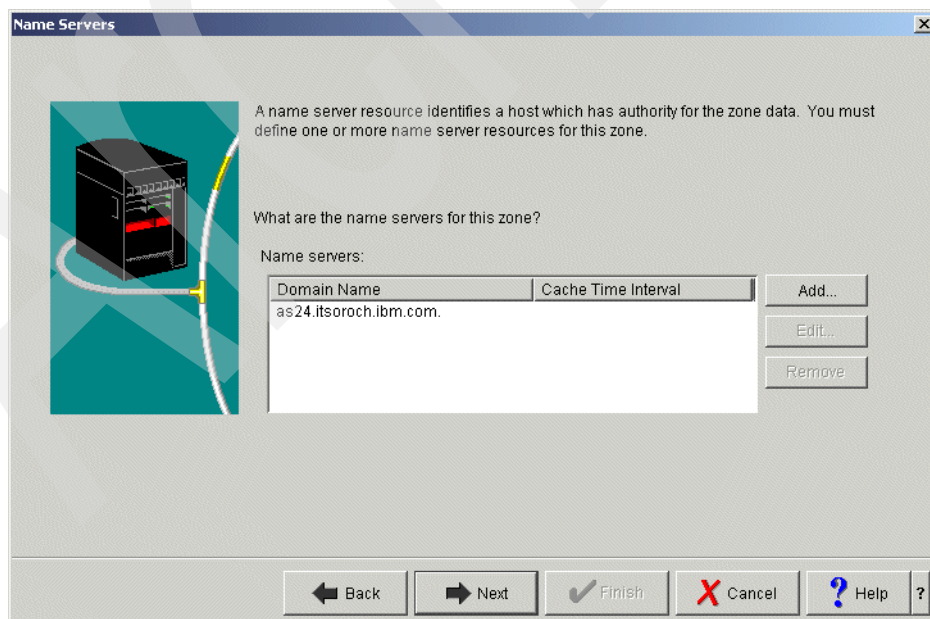 Name Servers
A name server resource identifies a host which has authority for the zone data. You must
define one or more name server resources for this zone.
What are the name servers for this zone?
Name servers:
Domain Name Cache Time Interval
as24.itsoroch.ibm.com.
Add...
Edit...
Remove
Back Next Finish Cancel ? Help ?